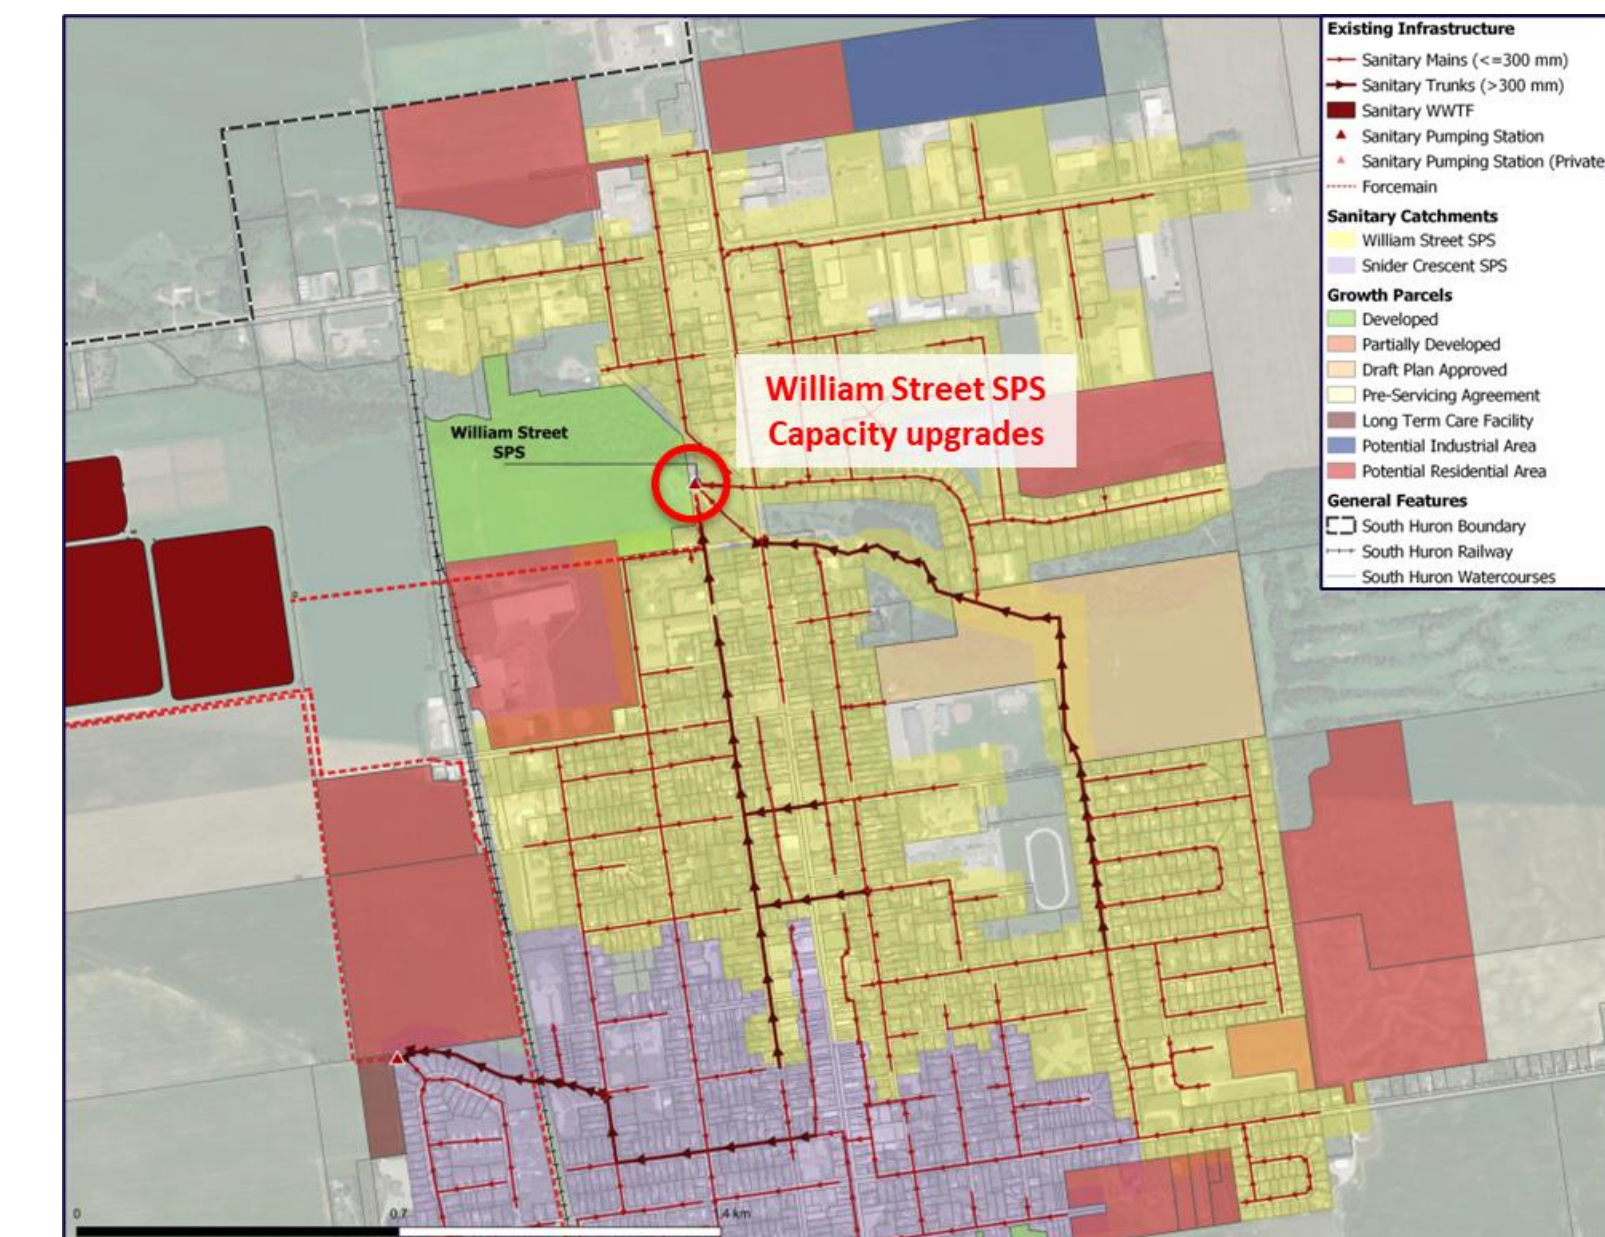 Existing Infrastructure
Sanitary Mains (<=300 mm)
Sanitary Trunks (>300 mm)
Sanitary WWTF
Sanitary Pumping Station
Sanitary Pumping Station (Private
Forcemain
Sanitary Catchments
William Street SPS
Snider Crescent SPS
Growth Parcels
Developed
Partially Developed
Draft Plan Approved
Pre-Servicing Agreement
Long Term Care Facility
Potential Industrial Area
Potential Residential Area
General Features
South Huron Boundary
South Huron Railway
South Huron Watercourses
William Street SPS
Capacity upgrades
William Street
SPS
0 0.7 1.4 km